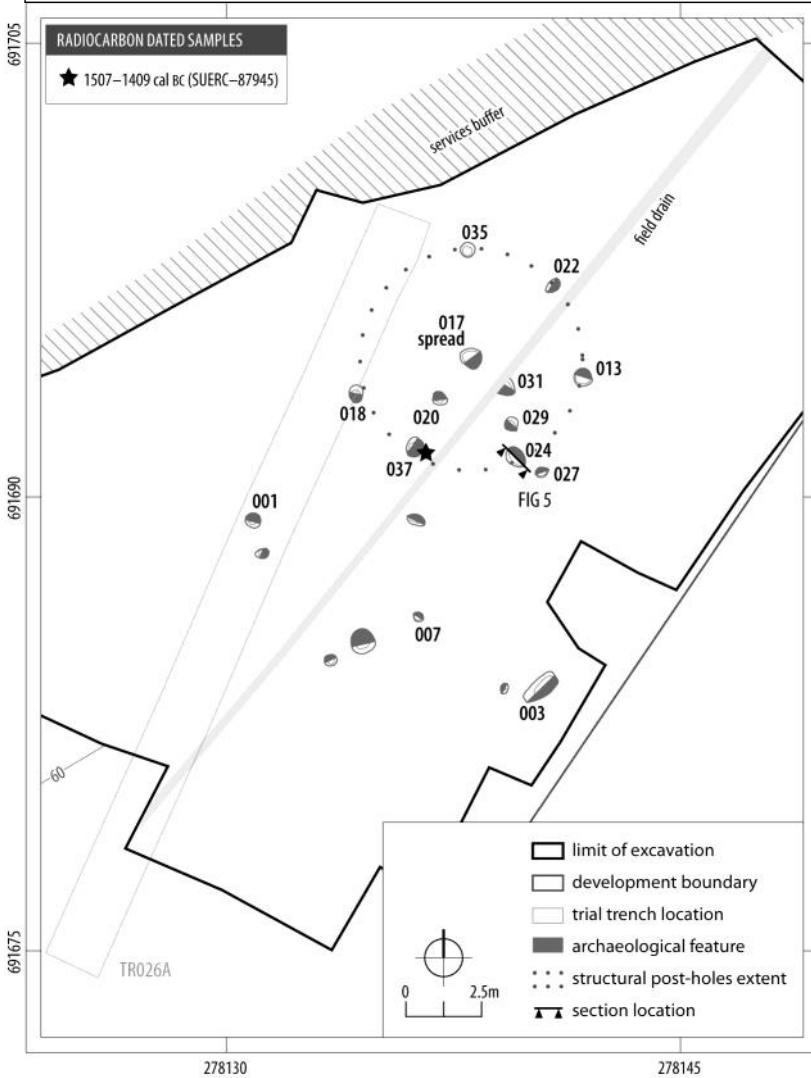 RADIOCARBON DATED SAMPLES
1507–1409 cal BC (SUERC–87945)
691705
691690
691675
services buffer
field drain
035
022
017
spread
013
031
018
020
029
024
037
027
FIG 5
001
007
003
60
TR026A
limit of excavation
development boundary
trial trench location
archaeological feature
structural post-holes extent
section location
0
2.5m
278130
278145